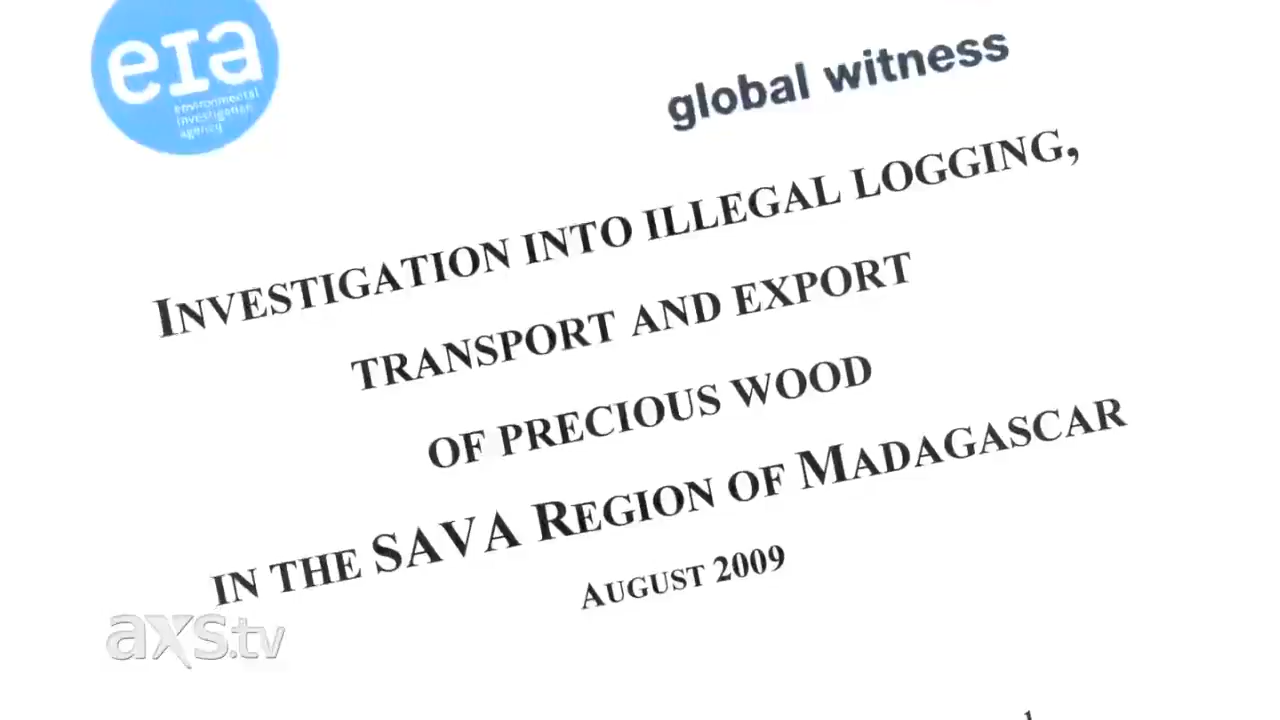 eia
environmental
investigation
agency
global witness
INVESTIGATION INTO ILLEGAL LOGGING,
TRANSPORT AND EXPORT
OF PRECIOUS WOOD
IN THE SAVA REGION OF MADAGASCAR
AUGUST 2009
axs.tv
1